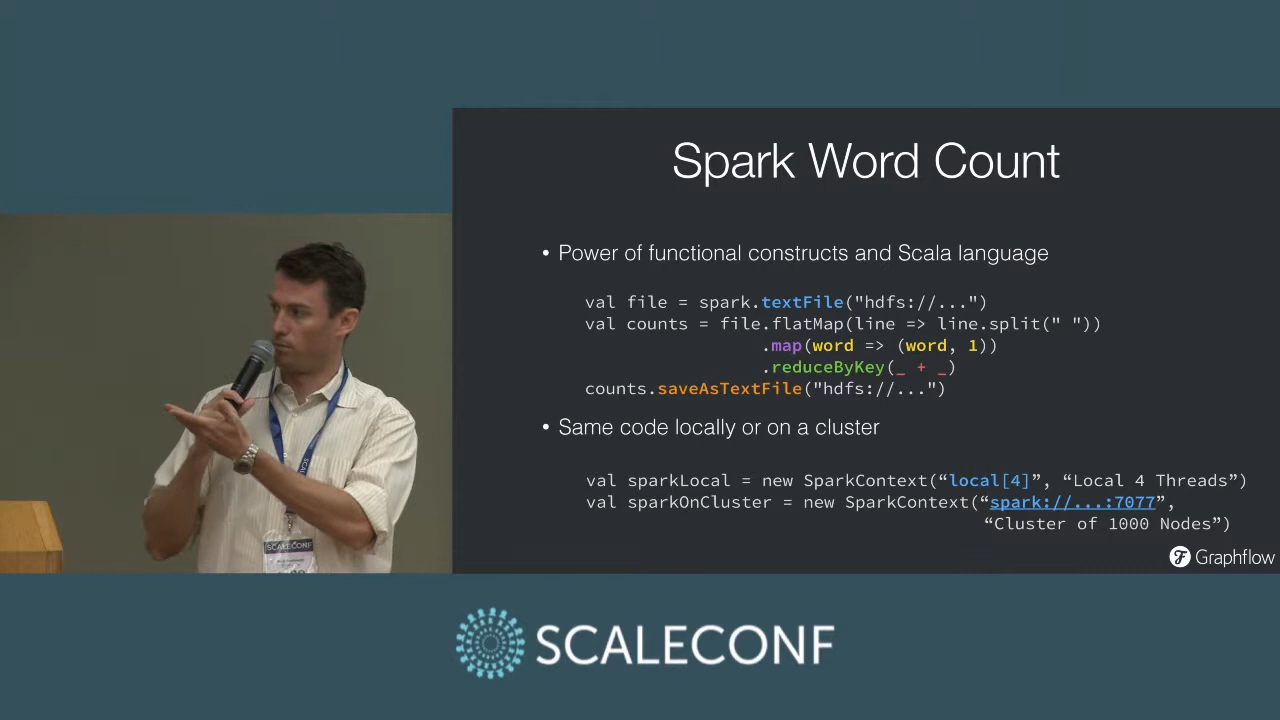 Spark Word Count
• Power of functional constructs and Scala language
val file = spark.textFile("hdfs://...")
val counts = file.flatMap(line => line.split(" "))
.map(word => (word, 1))
.reduceByKey(_ + _)
counts.saveAsTextFile("hdfs://...")
• Same code locally or on a cluster
val sparkLocal = new SparkContext(“local[4]”, “Local 4 Threads”)
val sparkOnCluster = new SparkContext(“spark://...:7077”,
“Cluster of 1000 Nodes”)
Graphflow
SCALECONF
SCALECONF